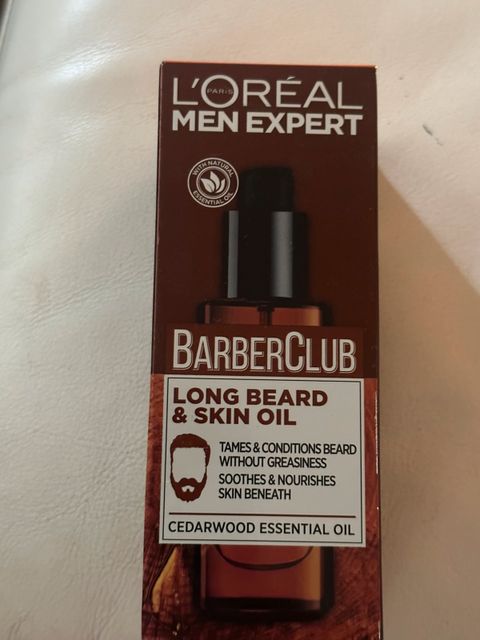 L'ORÉAL
PARIS
MEN EXPERT
WITH NATURAL
ESSENTIAL OIL
BARBERCLUB
LONG BEARD
& SKIN OIL
TAMES & CONDITIONS BEARD
WITHOUT GREASINESS
SOOTHES & NOURISHES
SKIN BENEATH
CEDARWOOD ESSENTIAL OIL